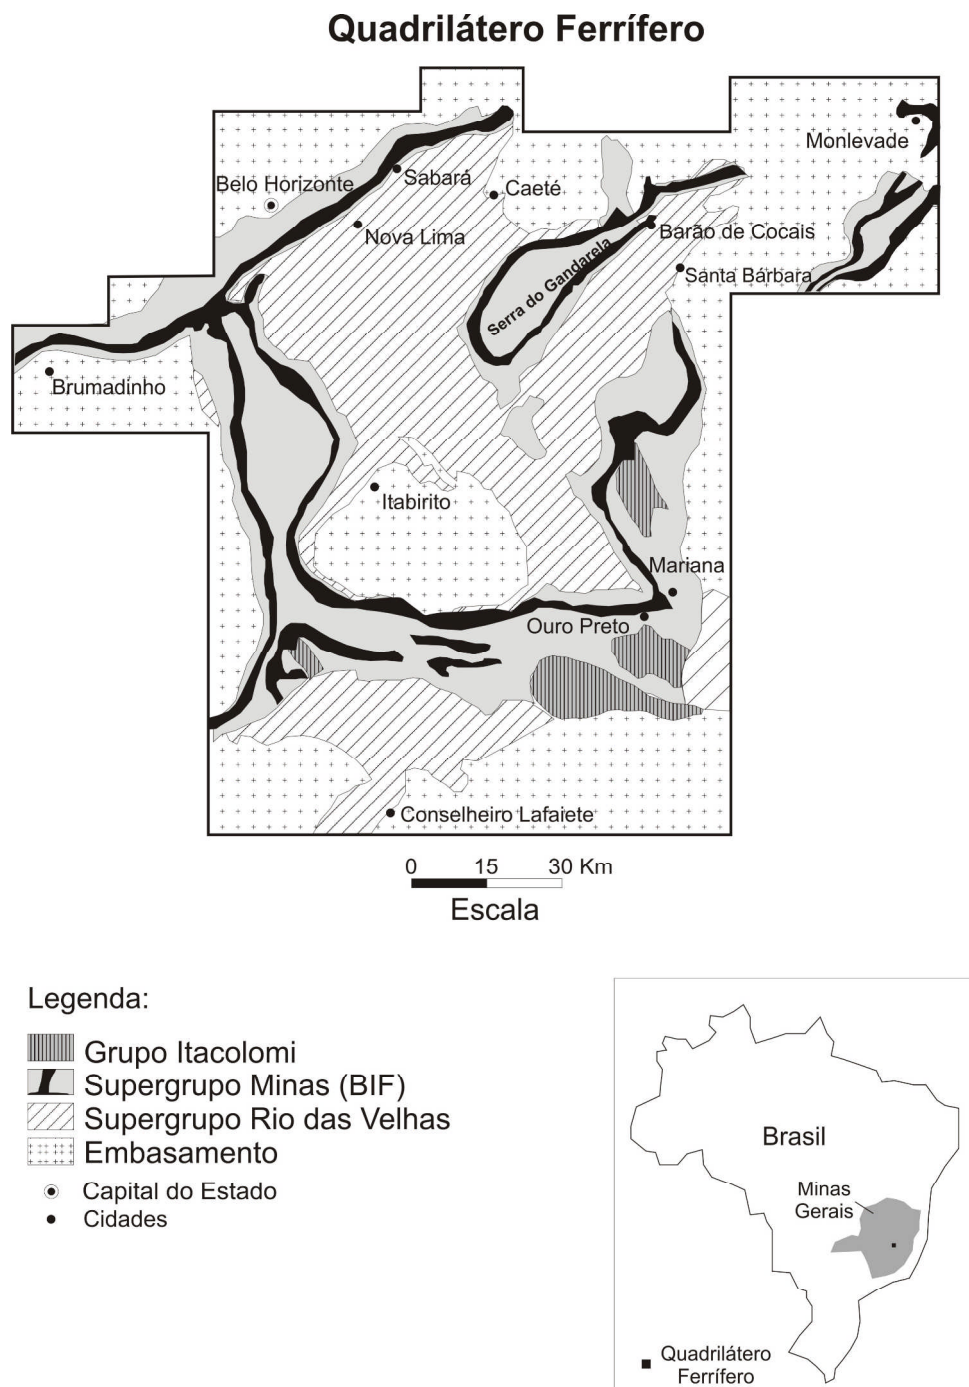 Quadrilátero Ferrífero
Monlevade
Sabará
Belo Horizonte
Caeté
Nova Lima
Barão de Cocais
Santa Bárbara
Serra do Gandarela
Brumadinho
Itabirito
Mariana
Ouro Preto
Conselheiro Lafaiete
0 15 30 Km
Escala
Legenda:
Grupo Itacolomi
Supergrupo Minas (BIF)
Supergrupo Rio das Velhas
Embasamento
Capital do Estado
Cidades
Brasil
Minas
Gerais
Quadrilátero
Ferrífero